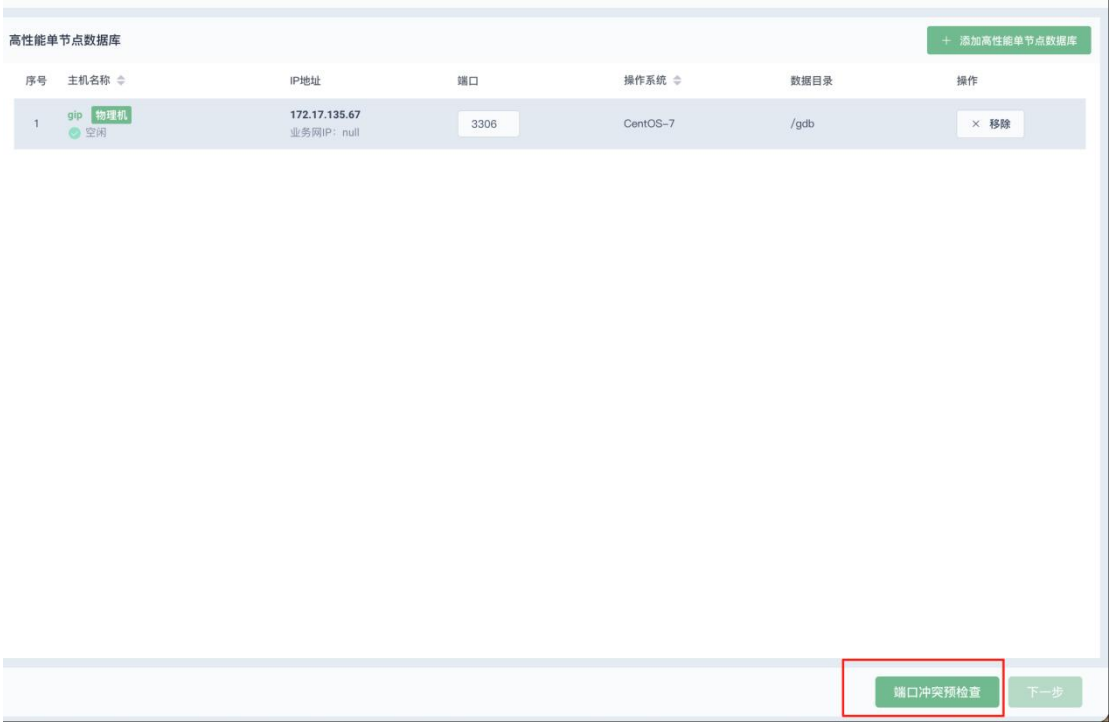 高性能单节点数据库
+ 添加高性能单节点数据库
序号 主机名称 IP地址 端口 操作系统 数据目录 操作
1 gip 物理机 空闲 172.17.135.67 业务网IP: null 3306 CentOS-7 /gdb × 移除
端口冲突预检查 下一步